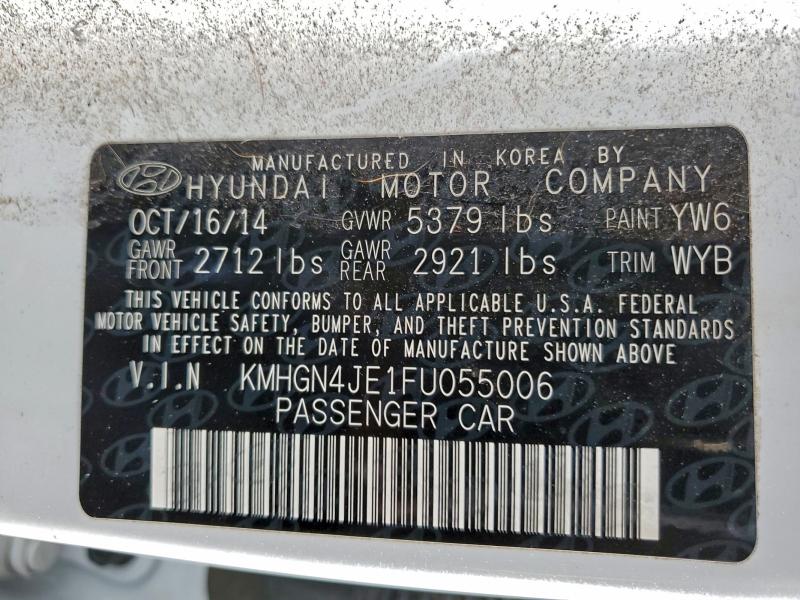 MANUFACTURED IN KOREA BY
HYUNDAI MOTOR COMPANY
OCT/16/14 GVWR 5379 lbs PAINT YW6
GAWR FRONT 2712 lbs GAWR REAR 2921 lbs TRIM WYB
THIS VEHICLE CONFORMS TO ALL APPLICABLE U.S.A. FEDERAL
MOTOR VEHICLE SAFETY, BUMPER, AND THEFT PREVENTION STANDARDS
IN EFFECT ON THE DATE OF MANUFACTURE SHOWN ABOVE
V.I.N KMHGN4JE1FU055006
PASSENGER CAR